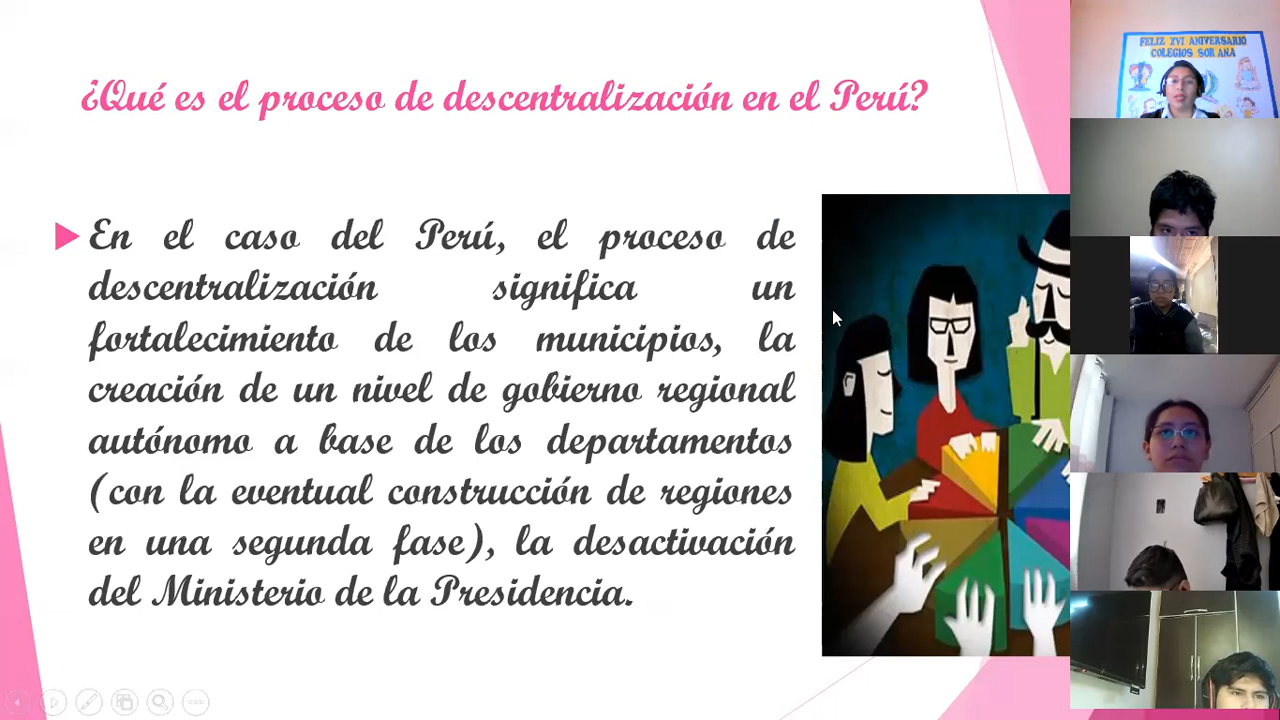 ¿Qué es el proceso de descentralización en el Perú?
En el caso del Perú, el proceso de
descentralización significa un
fortalecimiento de los municipios, la
creación de un nivel de gobierno regional
autónomo a base de los departamentos
(con la eventual construcción de regiones
en una segunda fase), la desactivación
del Ministerio de la Presidencia.
FELIZ XVI ANIVERSARIO
COLEGIOS SOR ANA